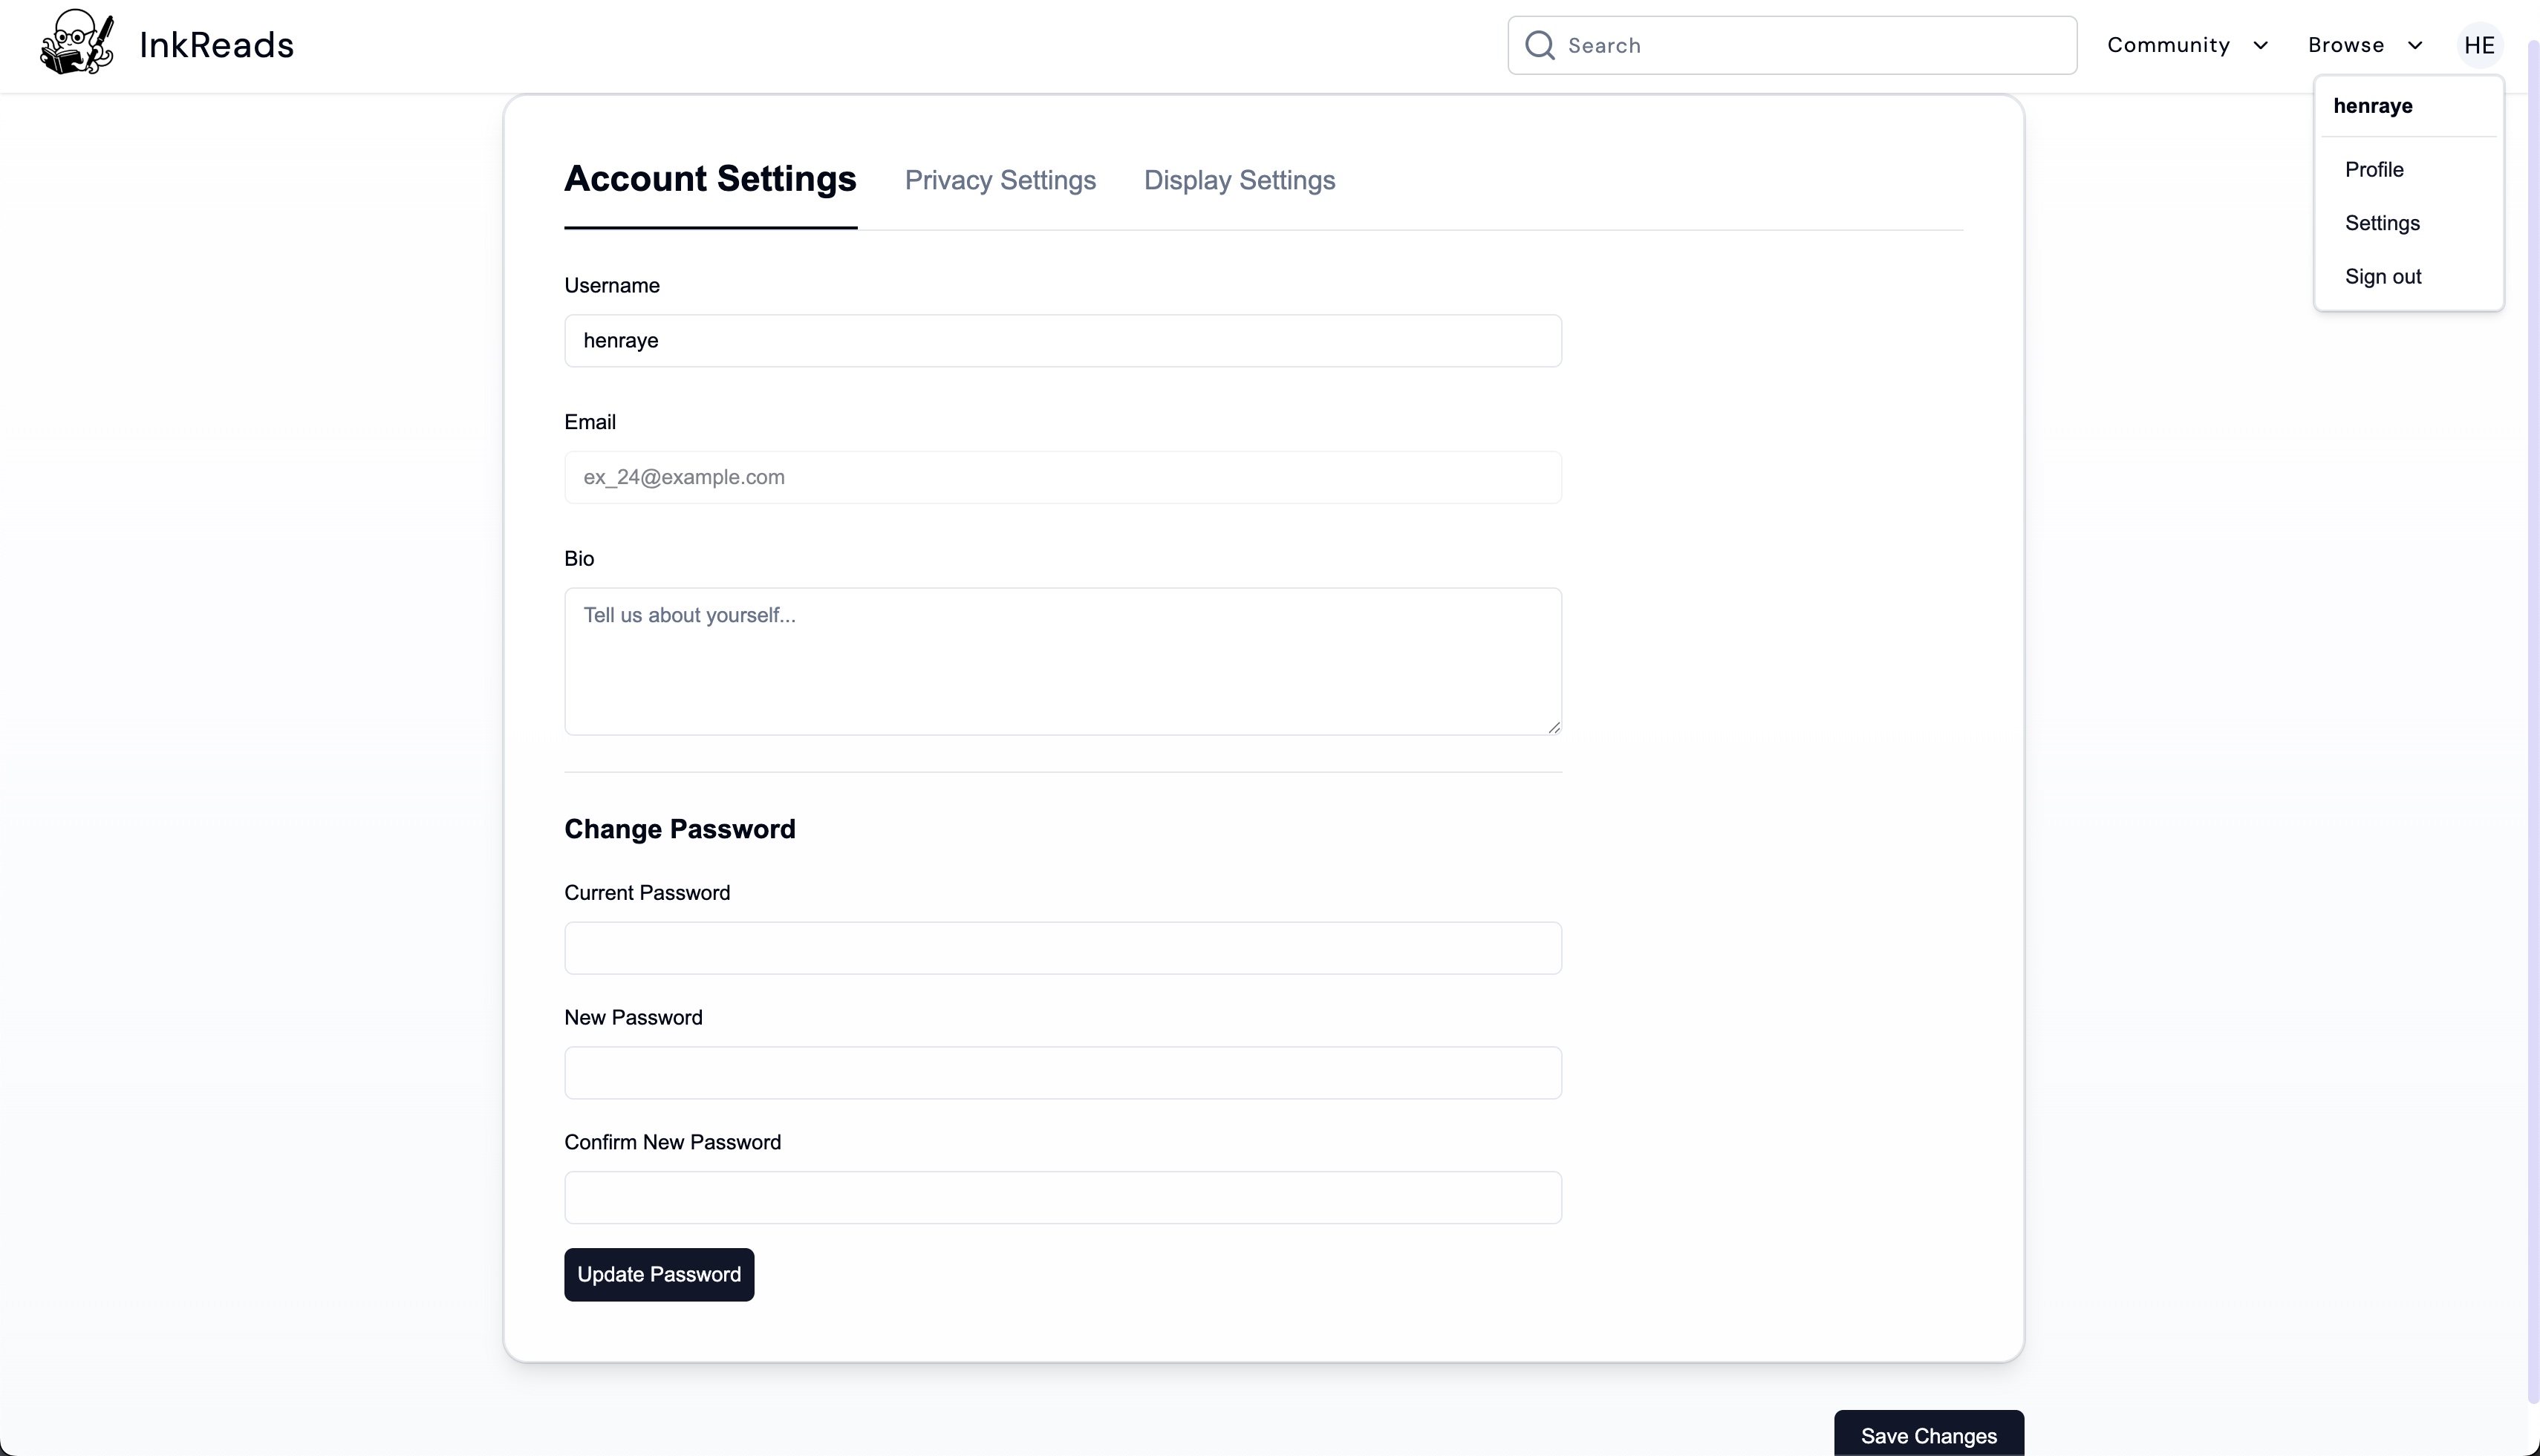 InkReads
Search
Community
Browse
HE
henraye
Profile
Settings
Sign out
Account Settings
Privacy Settings
Display Settings
Username
henraye
Email
ex_24@example.com
Bio
Tell us about yourself...
Change Password
Current Password
New Password
Confirm New Password
Update Password
Save Changes